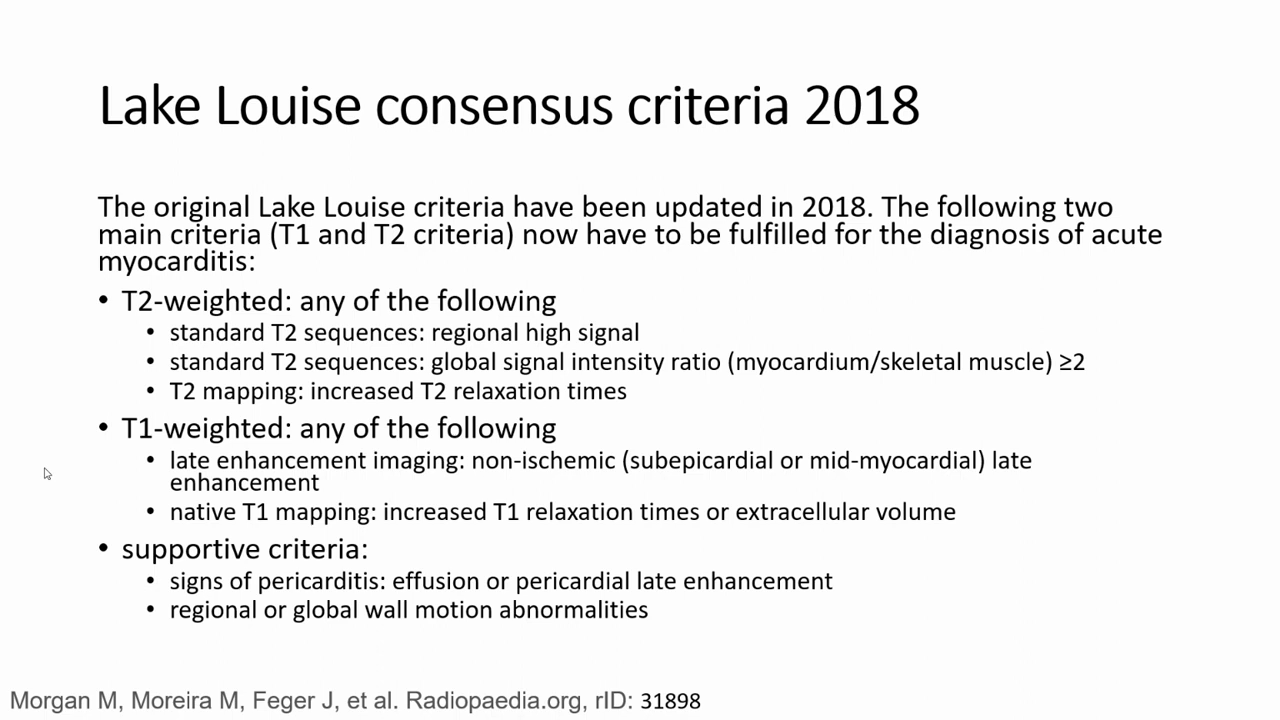 Lake Louise consensus criteria 2018
The original Lake Louise criteria have been updated in 2018. The following two
main criteria (T1 and T2 criteria) now have to be fulfilled for the diagnosis of acute
myocarditis:
• T2-weighted: any of the following
• standard T2 sequences: regional high signal
• standard T2 sequences: global signal intensity ratio (myocardium/skeletal muscle) ≥2
• T2 mapping: increased T2 relaxation times
• T1-weighted: any of the following
• late enhancement imaging: non-ischemic (subepicardial or mid-myocardial) late
enhancement
• native T1 mapping: increased T1 relaxation times or extracellular volume
• supportive criteria:
• signs of pericarditis: effusion or pericardial late enhancement
• regional or global wall motion abnormalities
Morgan M, Moreira M, Feger J, et al. Radiopaedia.org, rID: 31898